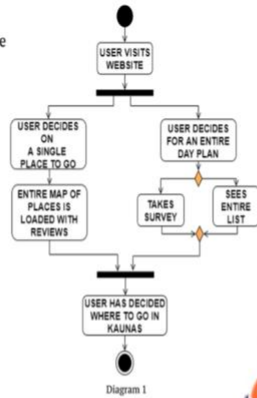 e
USER VISITS
WEBSITE
USER DECIDES
ON
A SINGLE
PLACE TO GO
USER DECIDES
FOR AN ENTIRE
DAY PLAN
ENTIRE MAP OF
PLACES IS
LOADED WITH
REVIEWS
TAKES
SURVEY
SEES
ENTIRE
LIST
USER HAS DECIDED
WHERE TO GO IN
KAUNAS
Diagram 1